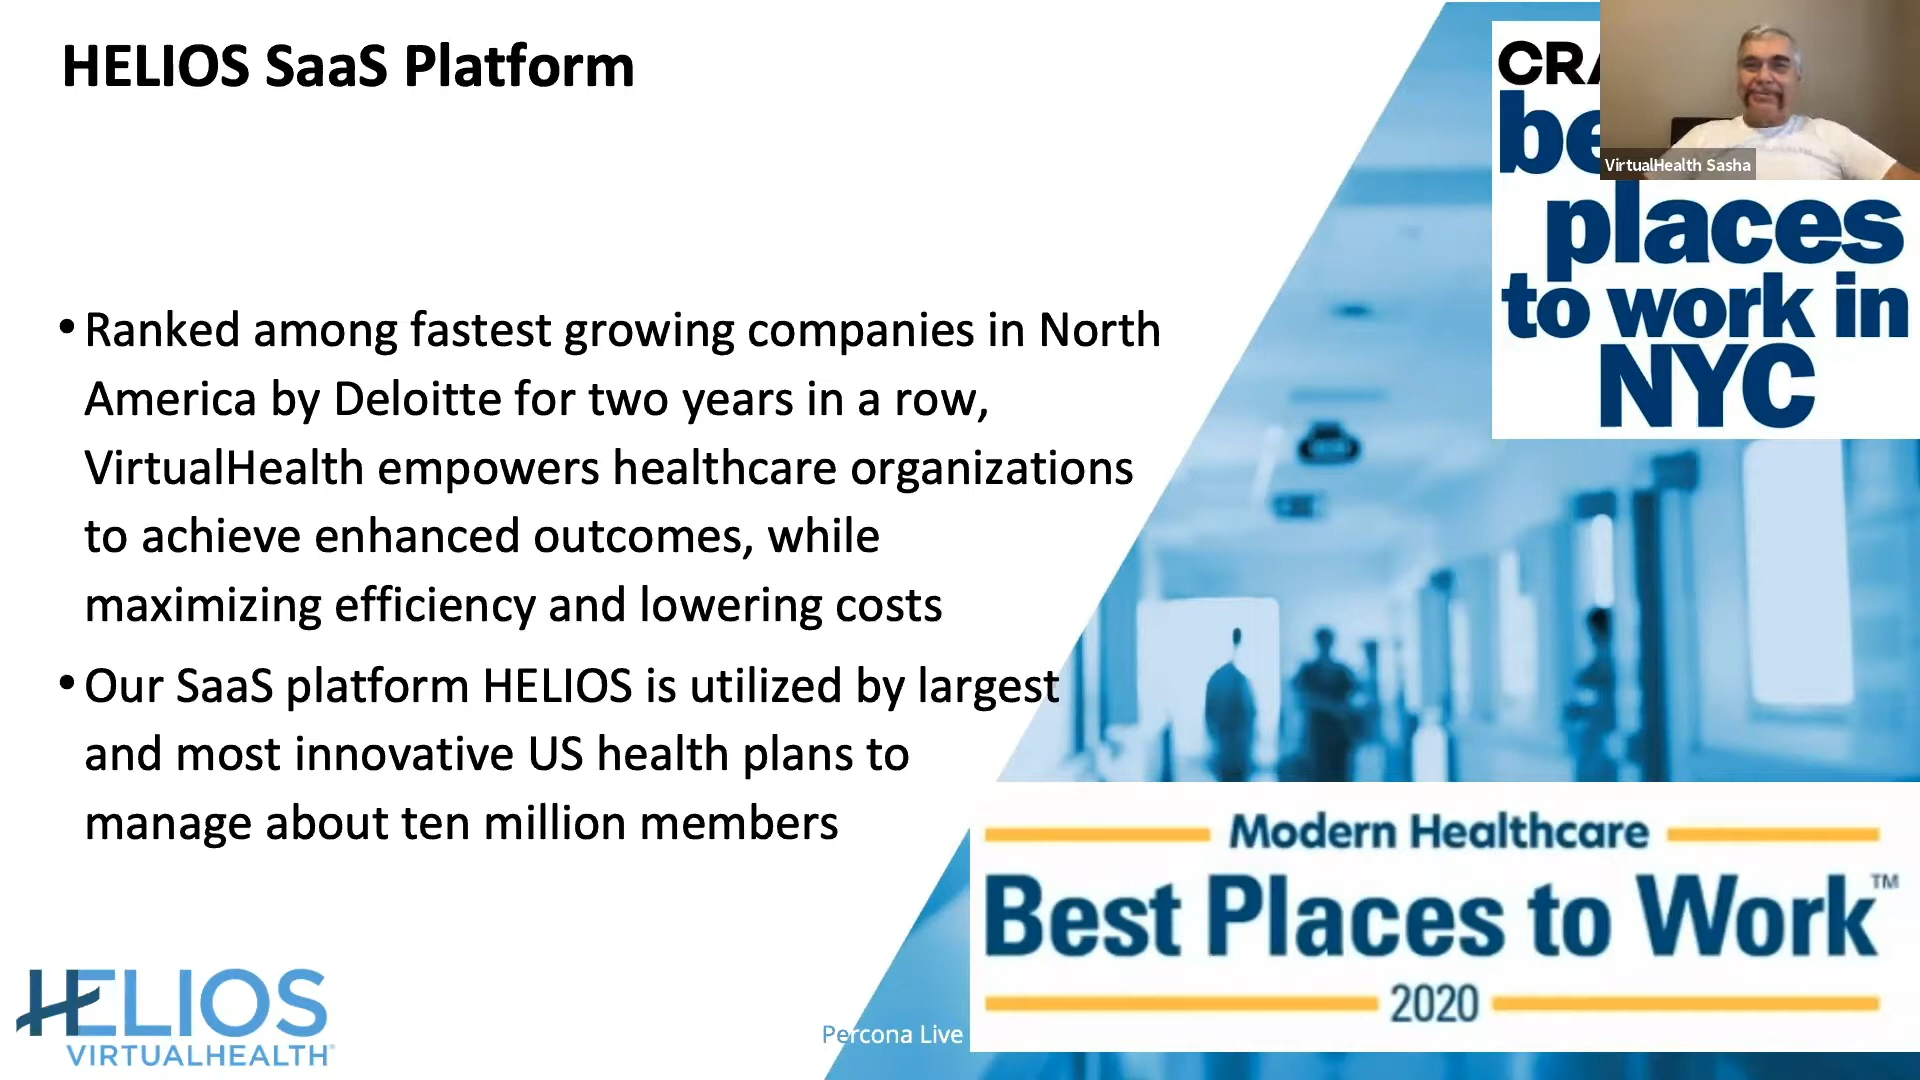 HELIOS SaaS Platform
• Ranked among fastest growing companies in North
America by Deloitte for two years in a row,
VirtualHealth empowers healthcare organizations
to achieve enhanced outcomes, while
maximizing efficiency and lowering costs
• Our SaaS platform HELIOS is utilized by largest
and most innovative US health plans to
manage about ten million members
VirtualHealth Sasha
places
to work in
NYC
Modern Healthcare
Best Places to Work™
2020
HELIOS
VIRTUALHEALTH
Percona Live